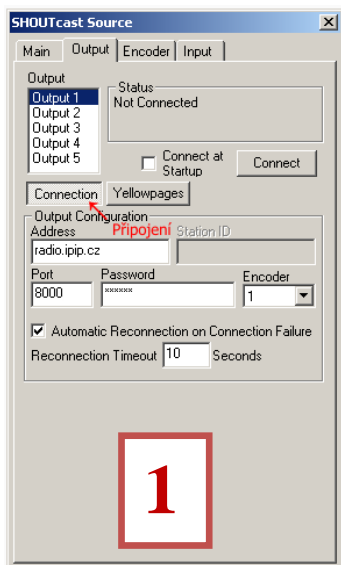 SHOUTcast Source
Main Output Encoder Input
Output
Output 1
Output 2
Output 3
Output 4
Output 5
Status
Not Connected
Connect at Startup
Connect
Connection Yellowpages
Připojení
Output Configuration
Address Station ID
radio.ipip.cz
Port Password Encoder
8000 ×××××× 1
Automatic Reconnection on Connection Failure
Reconnection Timeout 10 Seconds
1